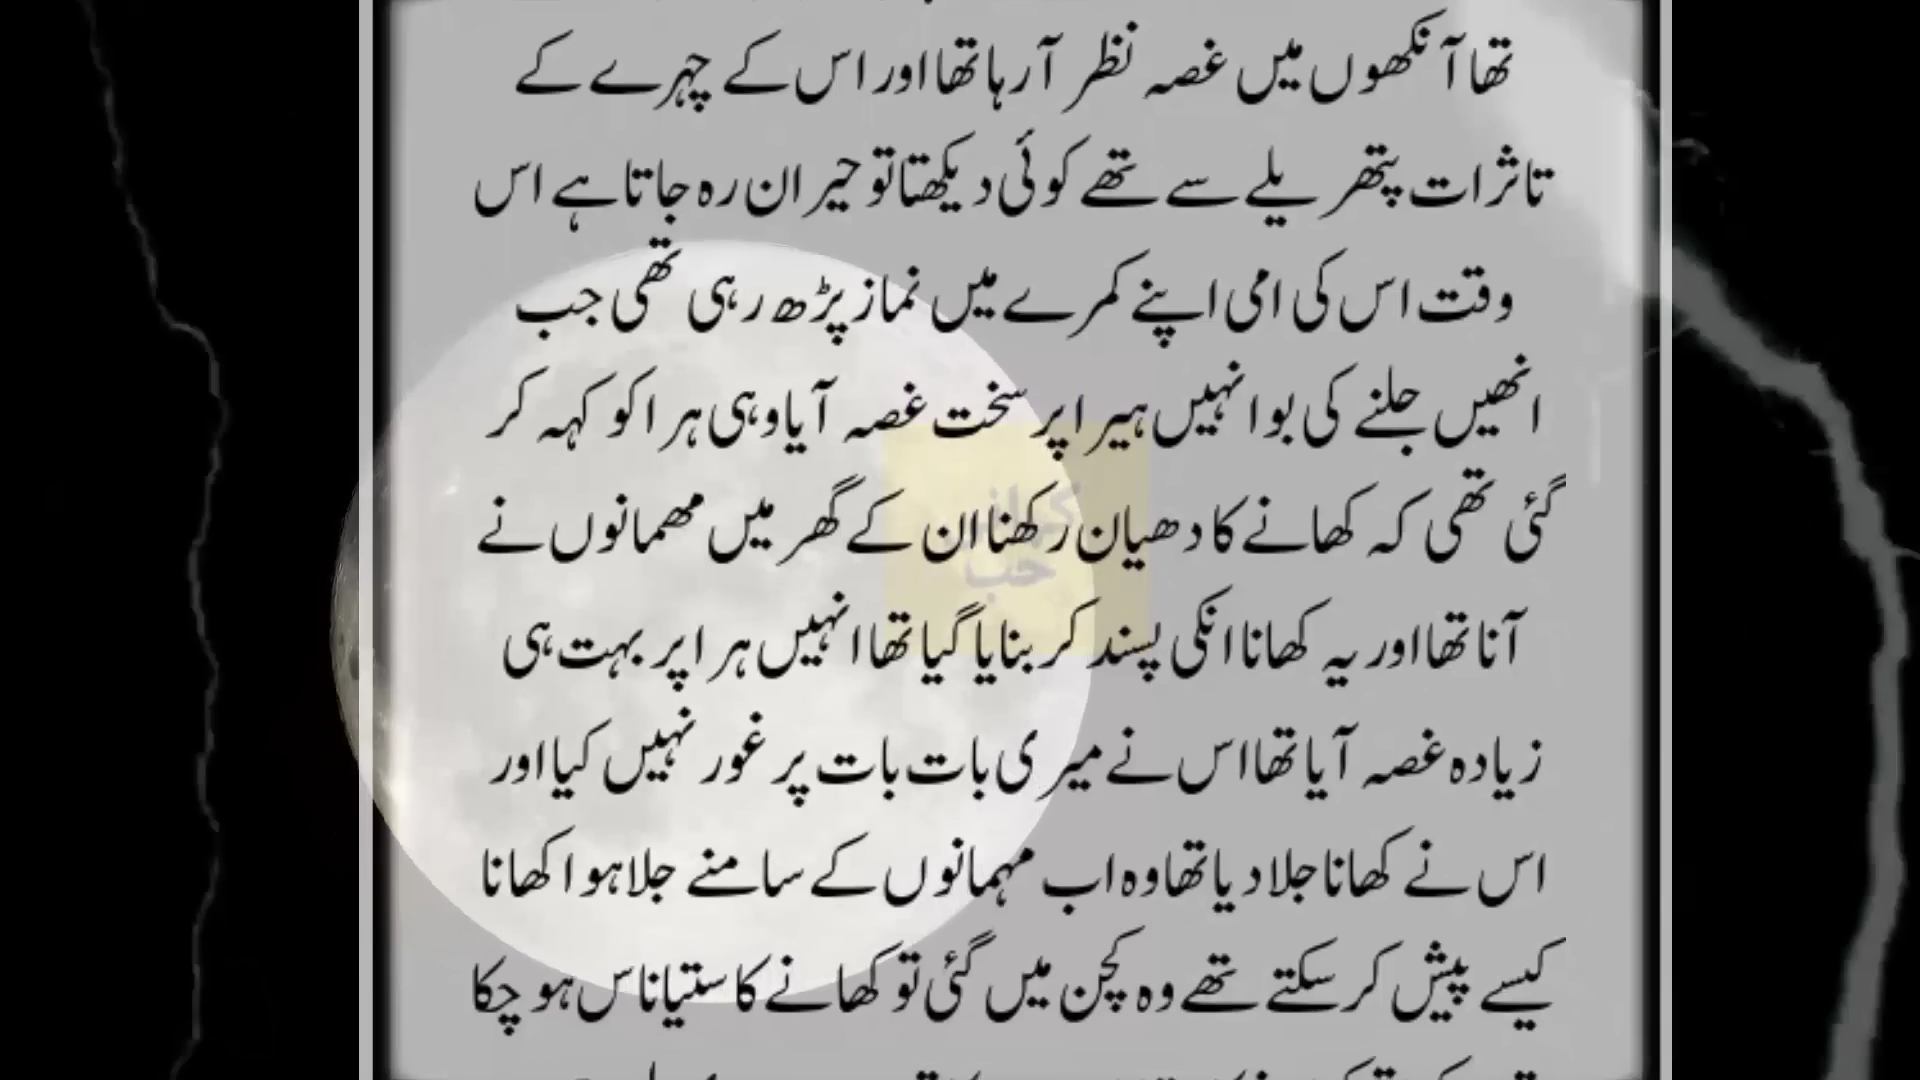 تھا آنکھوں میں غصہ نظر آرہا تھا اور اس کے چہرے کے
تاثرات پتھریلے سے تھے کوئی دیکھتا تو حیران رہ جاتا ہے اس
وقت اس کی امی اپنے کمرے میں نماز پڑھ رہی تھی جب
انھیں جلنے کی بو انہیں ہیرا پر سخت غصہ آیا وہی ہرا کو کہہ کر
گئی تھی کہ کھانے کا دھیان رکھنا ان کے گھر میں مھمانوں نے
آنا تھا اور یہ کھانا انکی پسند کر بنایا گیا تھا انہیں ہرا پر بہت ہی
زیادہ غصہ آیا تھا اس نے میری بات بات پر غور نہیں کیا اور
اس نے کھانا جلا دیا تھا وہ اب مہمانوں کے سامنے جلا ہوا کھانا
کیسے پیش کر سکتے تھے وہ کچن میں گئی تو کھانے کا ستیاناس ہو چکا